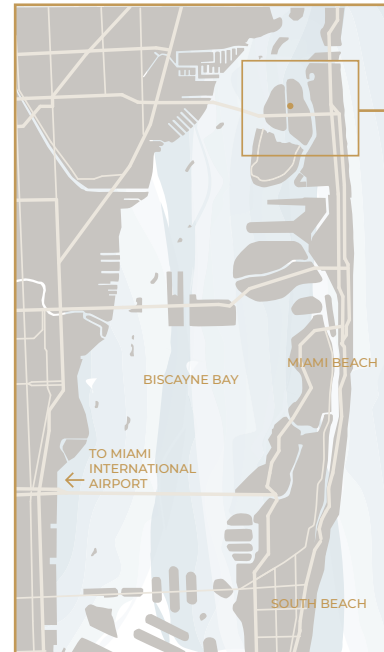 MIAMI BEACH
BISCAYNE BAY
TO MIAMI
INTERNATIONAL
AIRPORT
SOUTH BEACH